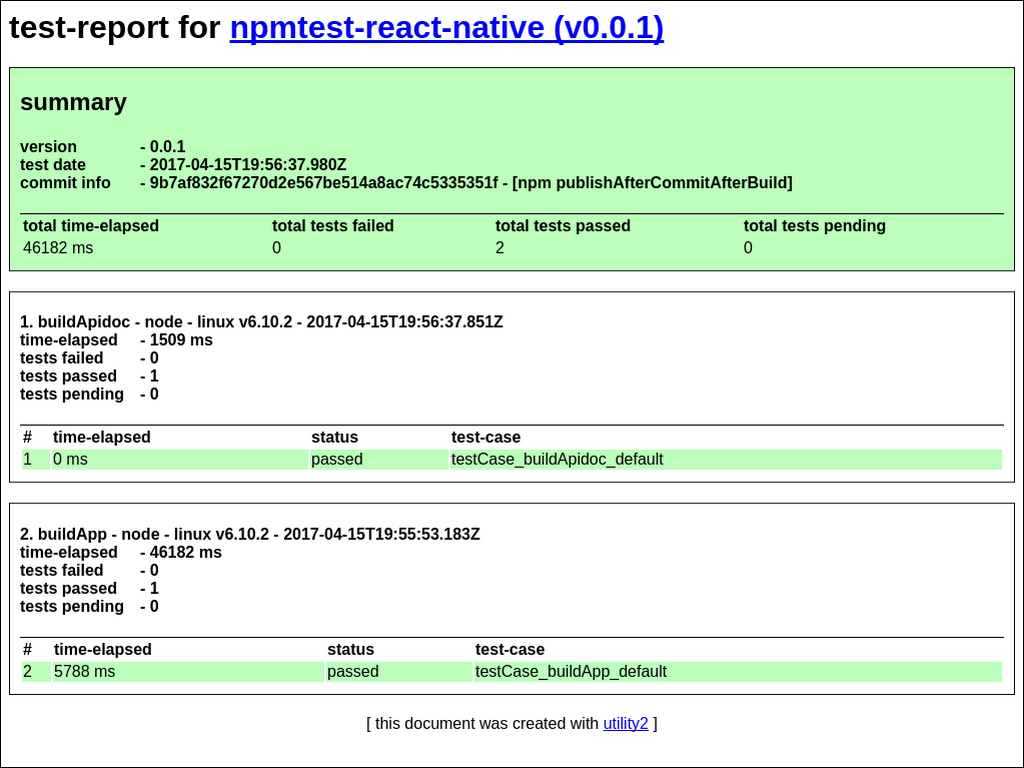 test-report for npmtest-react-native (v0.0.1)
summary
version - 0.0.1
test date - 2017-04-15T19:56:37.980Z
commit info - 9b7af832f67270d2e567be514a8ac74c5335351f - [npm publishAfterCommitAfterBuild]
total time-elapsed total tests failed total tests passed total tests pending
46182 ms 0 2 0
1. buildApidoc - node - linux v6.10.2 - 2017-04-15T19:56:37.851Z
time-elapsed - 1509 ms
tests failed - 0
tests passed - 1
tests pending - 0
# time-elapsed status test-case
1 0 ms passed testCase_buildApidoc_default
2. buildApp - node - linux v6.10.2 - 2017-04-15T19:55:53.183Z
time-elapsed - 46182 ms
tests failed - 0
tests passed - 1
tests pending - 0
# time-elapsed status test-case
2 5788 ms passed testCase_buildApp_default
[ this document was created with utility2 ]